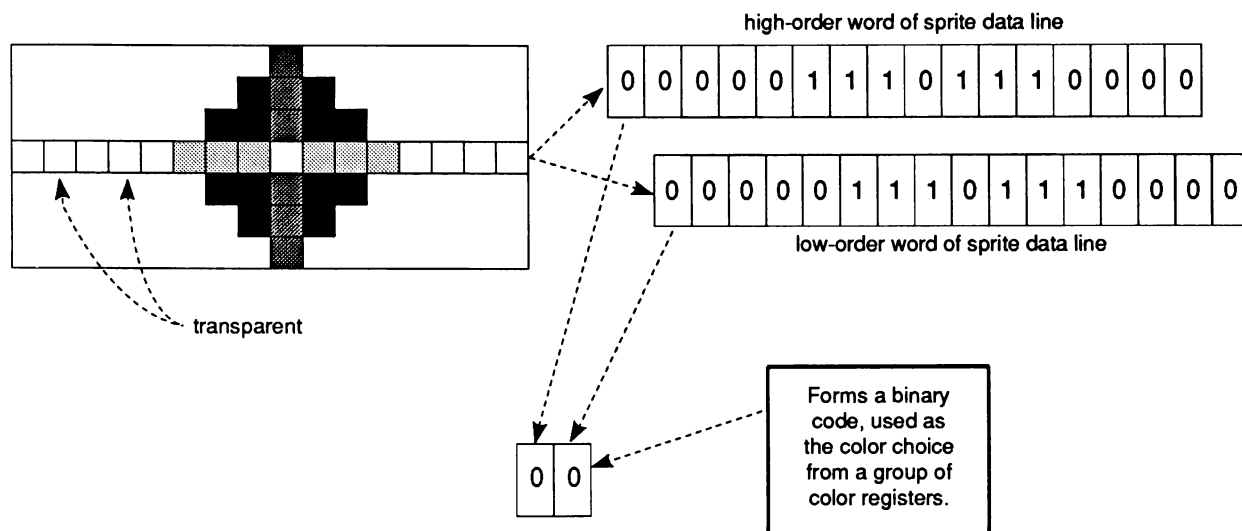 high-order word of sprite data line
0 0 0 0 0 1 1 1 0 1 1 1 0 0 0 0
0 0 0 0 0 1 1 1 0 1 1 1 0 0 0 0
low-order word of sprite data line
transparent
0 0
Forms a binary
code, used as
the color choice
from a group of
color registers.